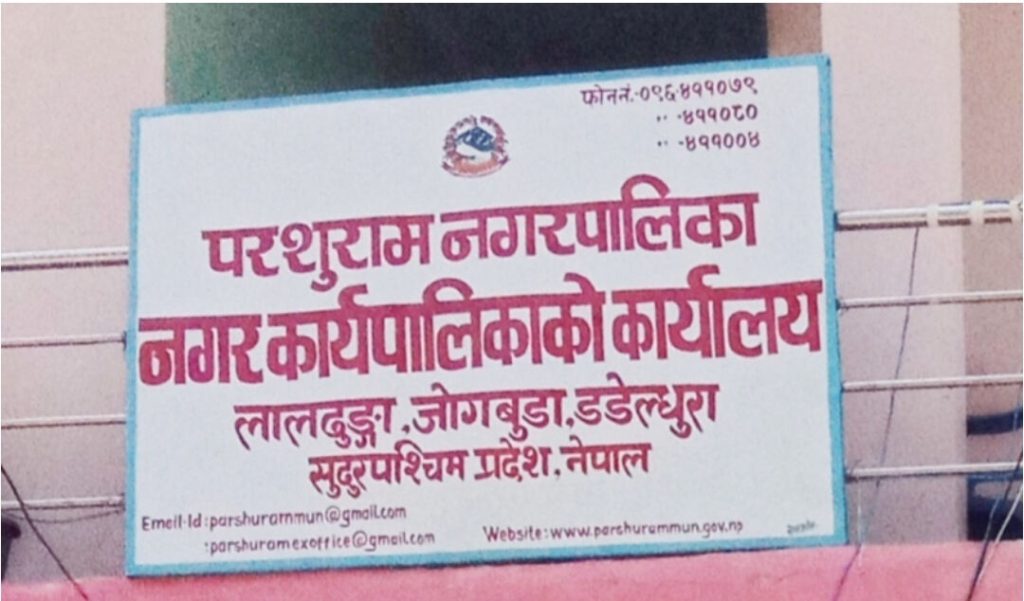 फोननं.-०९६-४११०७९
,, -४११०८०
,, -४११००४
परशुराम नगरपालिका
नगर कार्यपालिकाको कार्यालय
लालढुङ्गा ,जोगबुडा,डडेल्धुरा
सुदुरपश्चिम प्रदेश, नेपाल
Emeil-Id:parshurammun@gmail.com
:parshuramexoffice@gmail.com
Website:www.parshurammun.gov.np